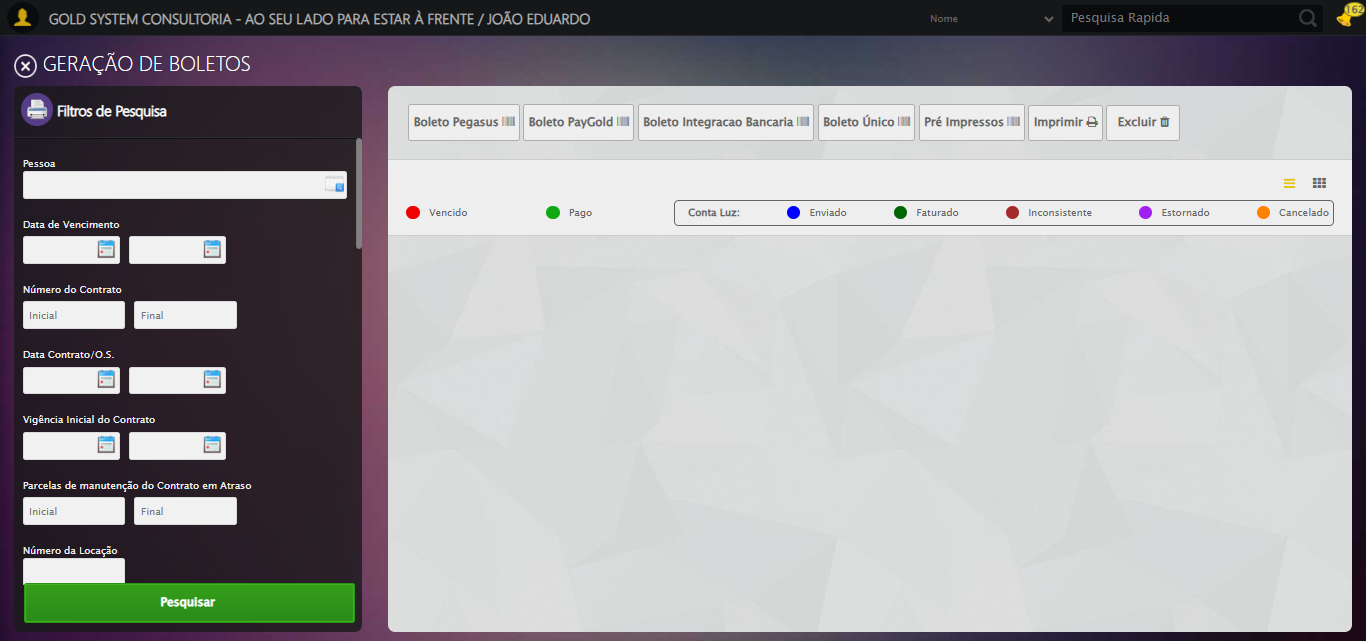 GOLD SYSTEM CONSULTORIA - AO SEU LADO PARA ESTAR À FRENTE / JOÃO EDUARDO
Nome
Pesquisa Rapida
162
GERAÇÃO DE BOLETOS
Filtros de Pesquisa
Pessoa
Data de Vencimento
Número do Contrato
Inicial Final
Data Contrato/O.S.
Vigência Inicial do Contrato
Parcelas de manutenção do Contrato em Atraso
Inicial Final
Número da Locação
Pesquisar
Boleto Pegasus Boleto PayGold Boleto Integracao Bancaria Boleto Único Pré Impressos Imprimir Excluir
Vencido Pago Conta Luz: Enviado Faturado Inconsistente Estornado Cancelado